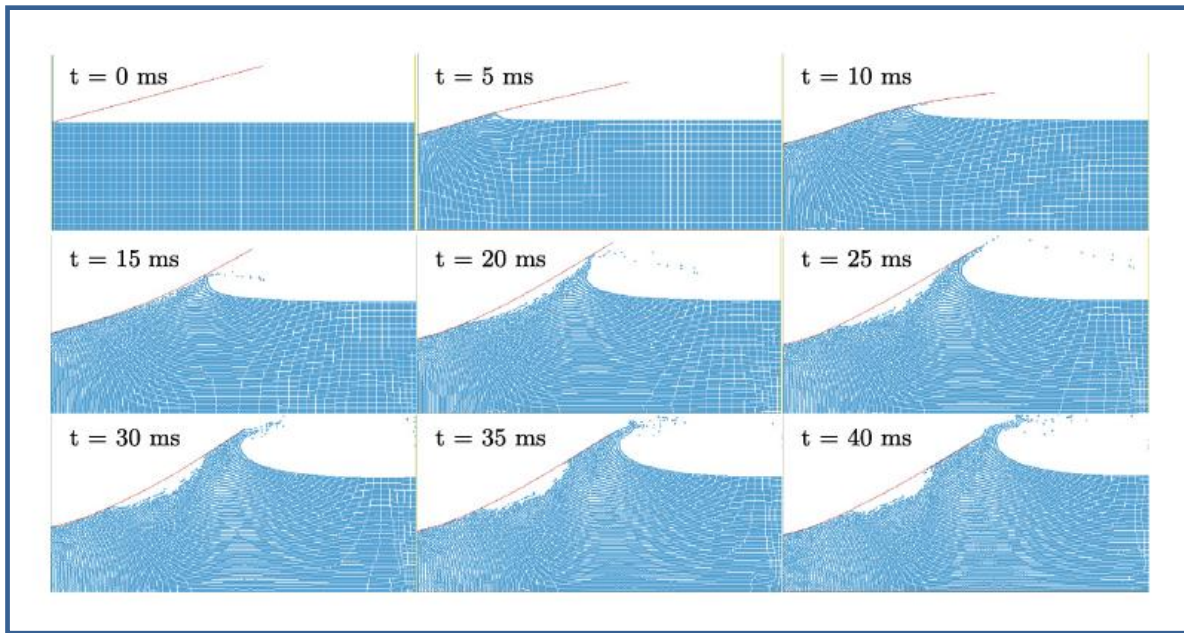 t = 0 ms
t = 5 ms
t = 10 ms
t = 15 ms
t = 20 ms
t = 25 ms
t = 30 ms
t = 35 ms
t = 40 ms